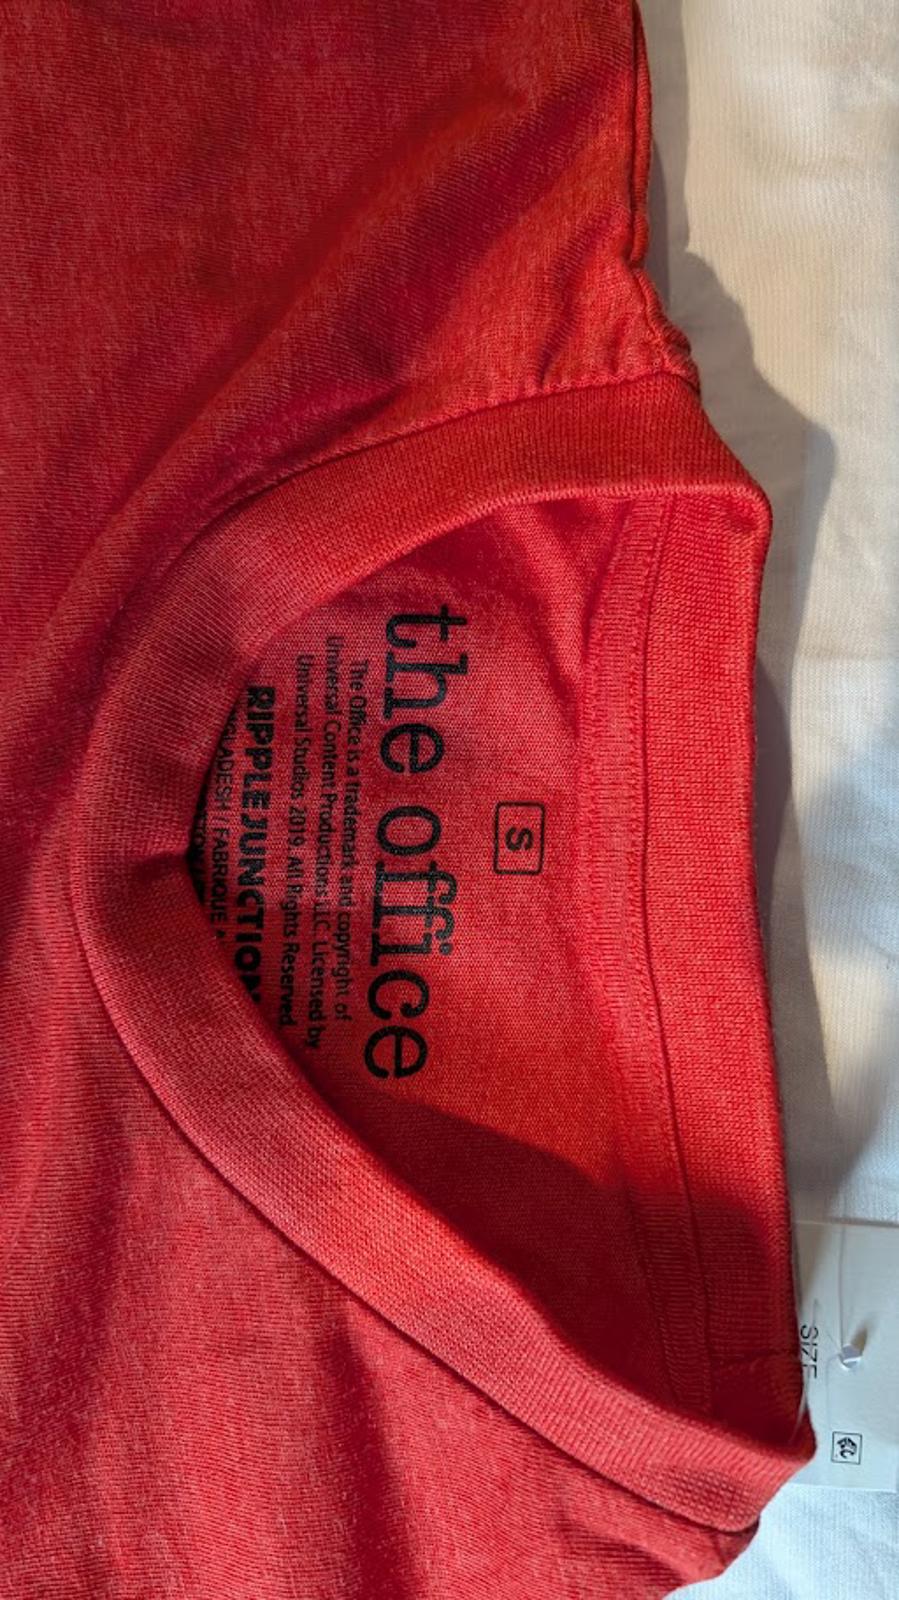 S
the office
The Office is a trademark and copyright of
Universal Content Productions LLC. Licensed by
Universal Studios 2019. All Rights Reserved.
RIPPLE JUNCTION
FABRIQUE
SIZE